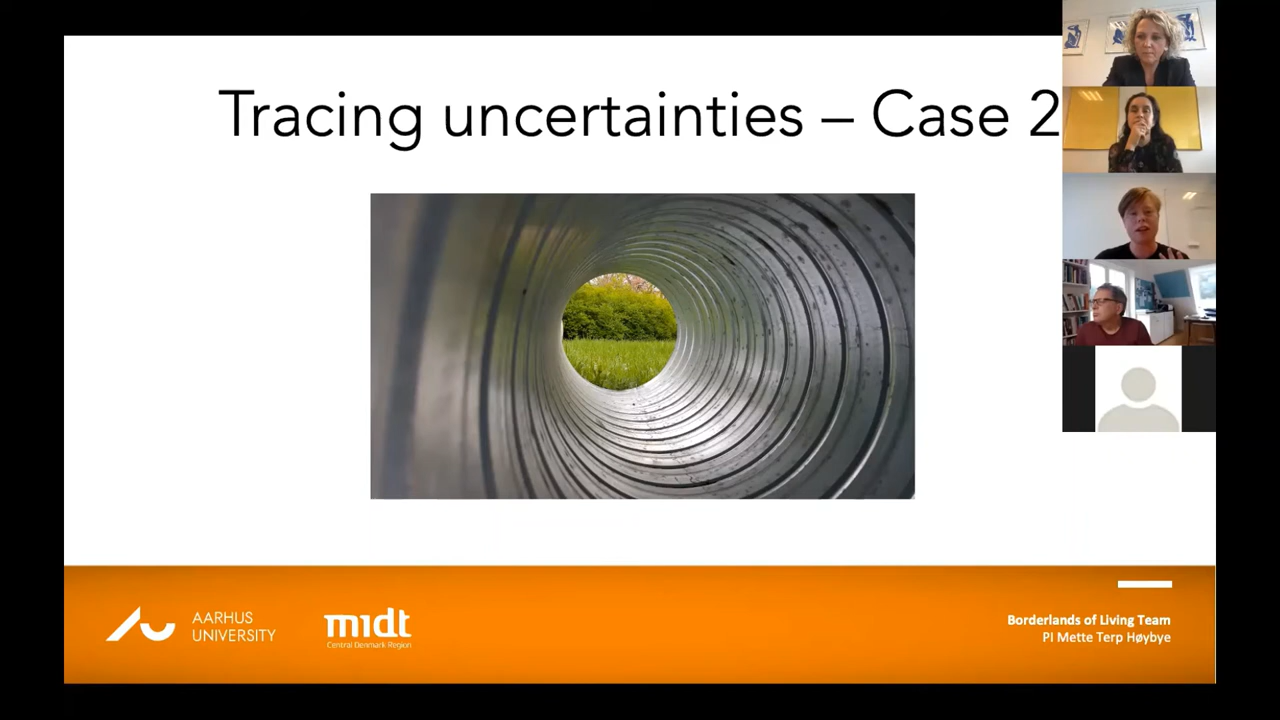 Tracing uncertainties – Case 2
AARHUS
UNIVERSITY
midt
Central Denmark Region
Borderlands of Living Team
PI Mette Terp Høybye